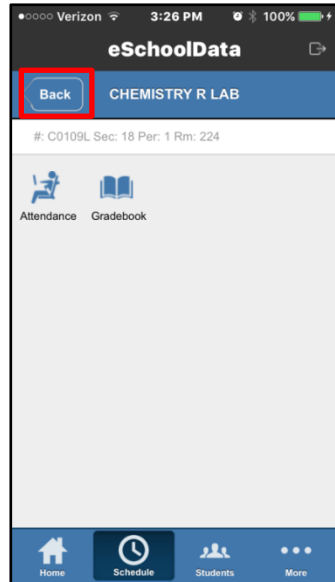 Verizon 3:26 PM 100%
eSchoolData
Back CHEMISTRY R LAB
#: C0109L Sec: 18 Per: 1 Rm: 224
Attendance Gradebook
Home Schedule Students More